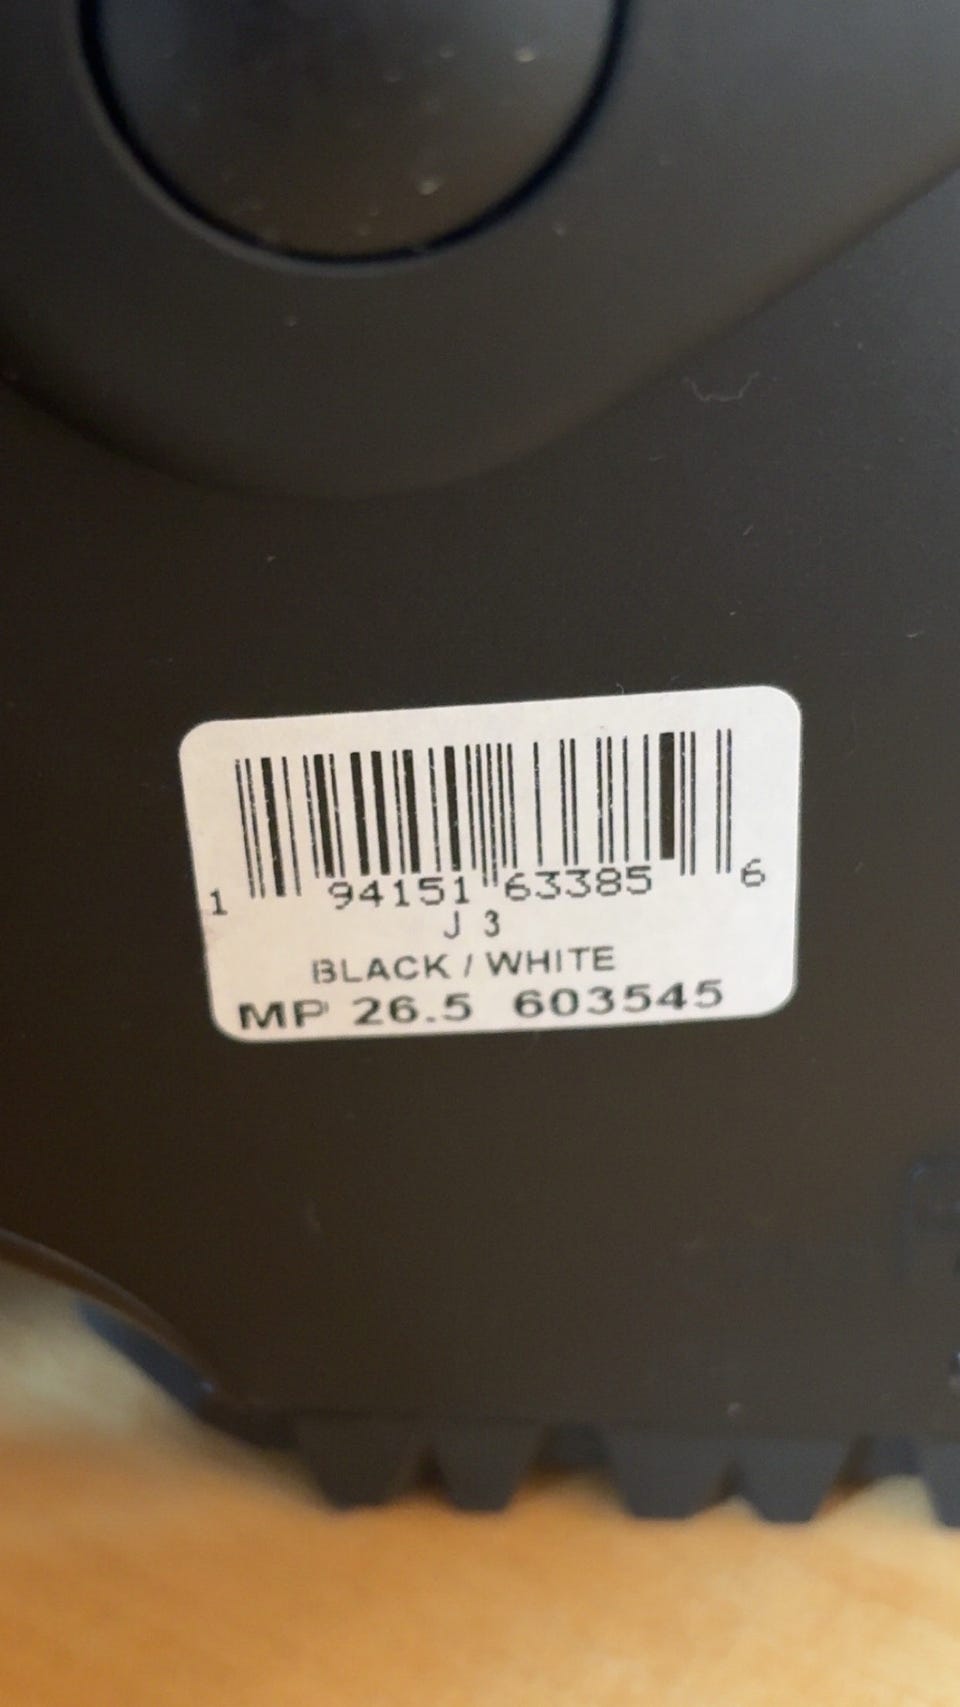 1 94151 63385 6
J 3
BLACK / WHITE
MP 26.5 603545